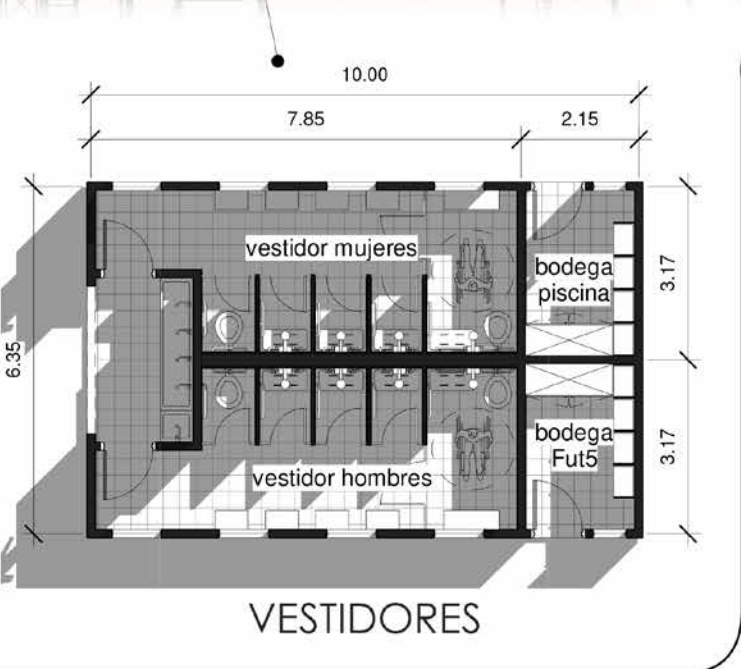 10.00
7.85
2.15
vestidor mujeres
bodega
piscina
3.17
6.35
bodega
Fut5
3.17
vestidor hombres
VESTIDORES